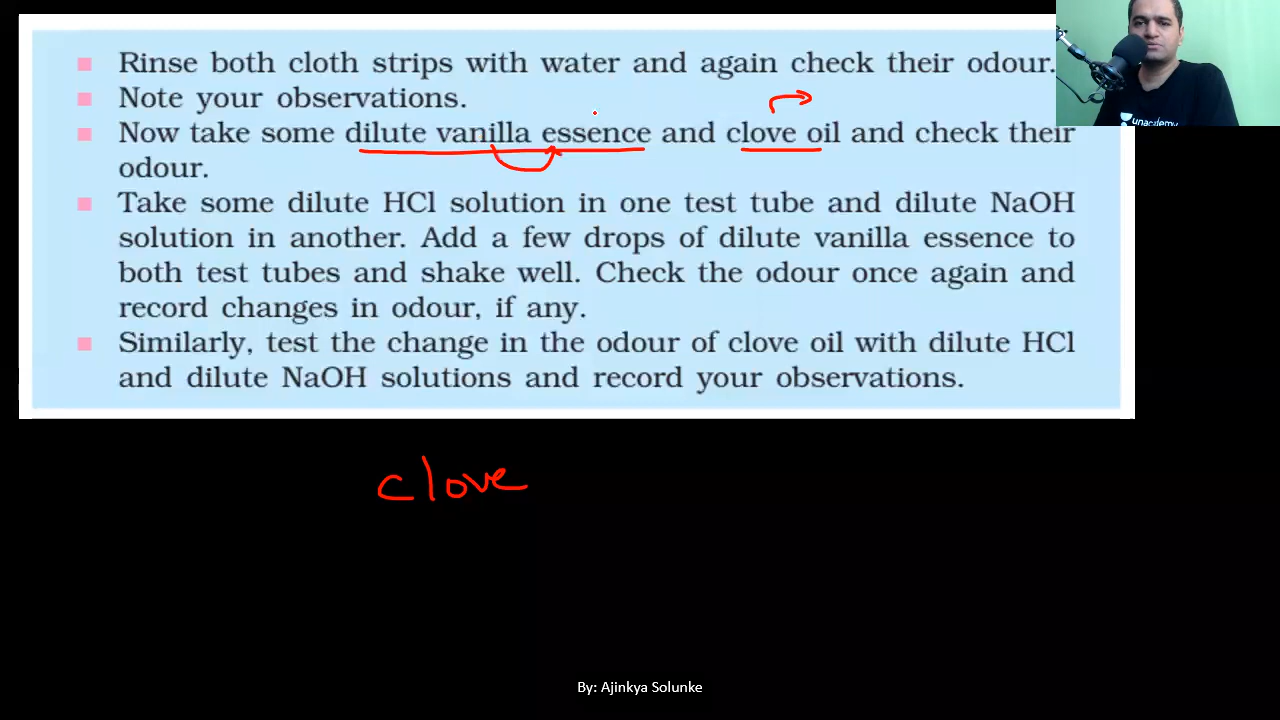 Rinse both cloth strips with water and again check their odour.
Note your observations.
Now take some dilute vanilla essence and clove oil and check their
odour.
Take some dilute HCl solution in one test tube and dilute NaOH
solution in another. Add a few drops of dilute vanilla essence to
both test tubes and shake well. Check the odour once again and
record changes in odour, if any.
Similarly, test the change in the odour of clove oil with dilute HCl
and dilute NaOH solutions and record your observations.
unacademy
clove
By: Ajinkya Solunke